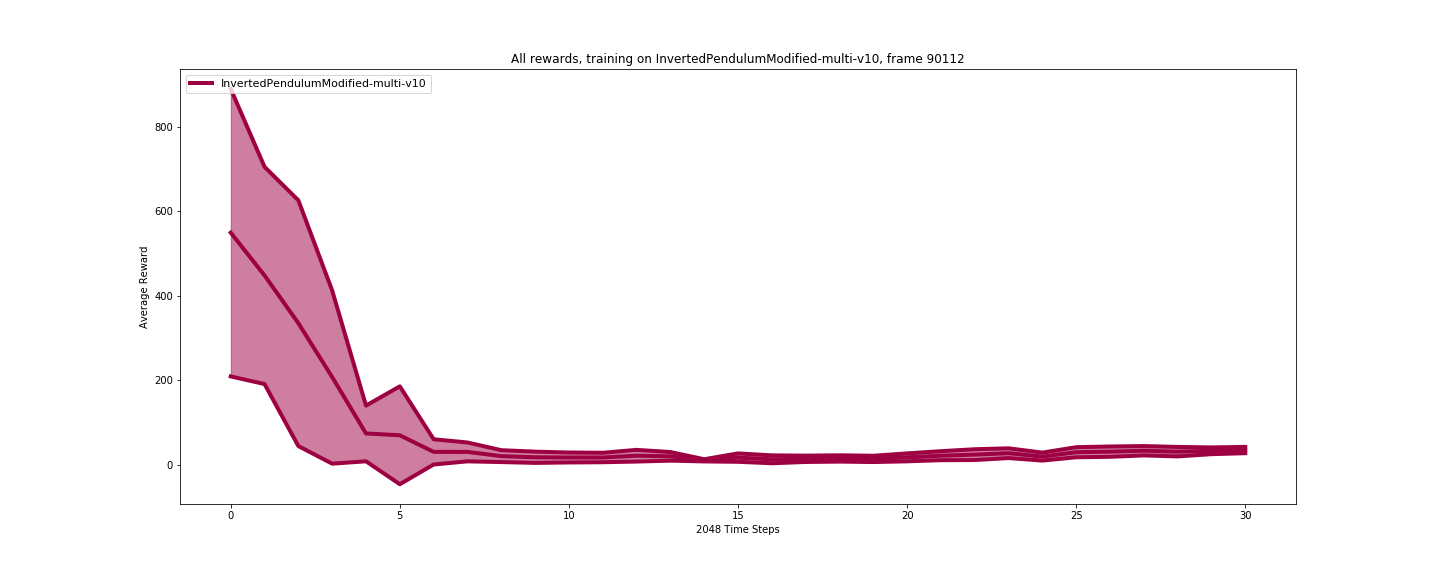 All rewards, training on InvertedPendulumModified-multi-v10, frame 90112
InvertedPendulumModified-multi-v10
Average Reward
800
600
400
200
0
0 5 10 15 20 25 30
2048 Time Steps